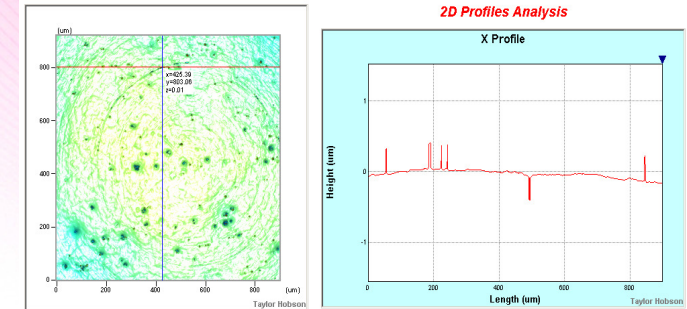 2D Profiles Analysis
(um)
800
600
400
200
0
x=425.39
y=803.06
z=0.01
0
200
400
600
800
(um)
Taylor Hobson
X Profile
Height (um)
1
0
-1
0
200
400
600
800
Length (um)
Taylor Hobson